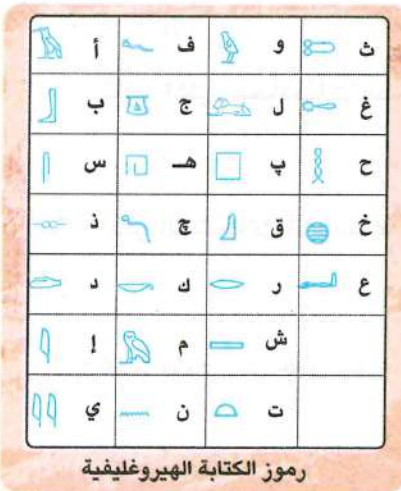 أ ف و ث
ب ج ل غ
س هـ پ ح
ذ چ ق خ
د ك ر ع
إ م ش
ي ن ت
رموز الكتابة الهيروغليفية